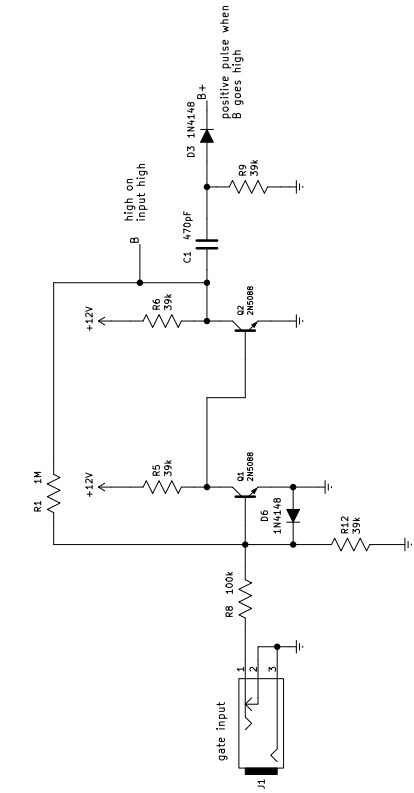 gate input
J1
1
2
3
R8 100k
R1 1M
+12V
R5
39k
Q1
2N5088
D6
1N4148
R12
39k
+12V
R6
39k
Q2
2N5088
B
high on
input high
C1 470pF
R9
39k
D3 1N4148
B+
positive pulse when
B goes high